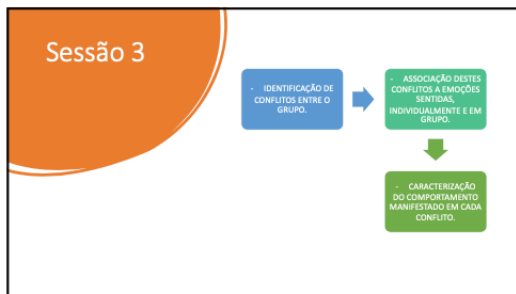 Sessão 3
- IDENTIFICAÇÃO DE
CONFLITOS ENTRE O
GRUPO.
- ASSOCIAÇÃO DESTES
CONFLITOS A EMOÇÕES
SENTIDAS,
INDIVIDUALMENTE E EM
GRUPO.
- CARACTERIZAÇÃO
DO COMPORTAMENTO
MANIFESTADO EM CADA
CONFLITO.